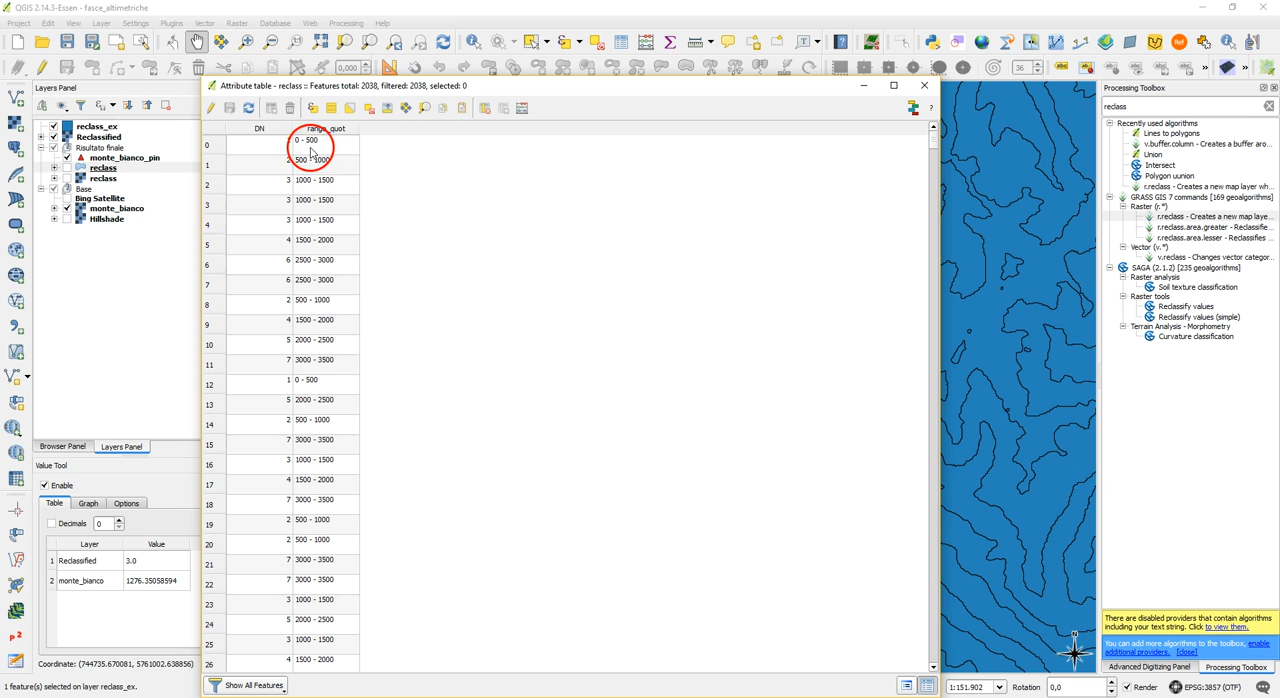 QGIS 2.14.3-Essen - fasce_altimetriche
Project Edit View Layer Settings Plugins Vector Raster Database Web Processing Help
0,000
36
Layers Panel
reclass_ex
Reclassified
Risultato finale
monte_bianco_pin
reclass
reclass
Base
Bing Satellite
monte_bianco
Hillshade
Browser Panel Layers Panel
Value Tool
Enable
Table Graph Options
Decimals 0
Layer Value
1 Reclassified 3.0
2 monte_bianco 1276.35058594
Coordinate: (744735.670081, 5761002.638856)
1 feature(s) selected on layer reclass_ex.
Attribute table - reclass :: Features total: 2038, filtered: 2038, selected: 0
?
DN range_quot
0 0 - 500
1 2 500 - 1000
2 3 1000 - 1500
3 3 1000 - 1500
4 3 1000 - 1500
5 4 1500 - 2000
6 6 2500 - 3000
7 6 2500 - 3000
8 2 500 - 1000
9 4 1500 - 2000
10 5 2000 - 2500
11 7 3000 - 3500
12 1 0 - 500
13 5 2000 - 2500
14 2 500 - 1000
15 7 3000 - 3500
16 3 1000 - 1500
17 4 1500 - 2000
18 7 3000 - 3500
19 2 500 - 1000
20 2 500 - 1000
21 7 3000 - 3500
22 7 3000 - 3500
23 3 1000 - 1500
24 5 2000 - 2500
25 3 1000 - 1500
26 4 1500 - 2000
Show All Features
N
Processing Toolbox
reclass
Recently used algorithms
Lines to polygons
v.buffer.column - Creates a buffer arou...
Union
Intersect
Polygon uunion
r.reclass - Creates a new map layer wh...
GRASS GIS 7 commands [169 geoalgorithms]
Raster (r.*)
r.reclass - Creates a new map laye...
r.reclass.area.greater - Reclassifie...
r.reclass.area.lesser - Reclassifies ...
Vector (v.*)
v.reclass - Changes vector categor...
SAGA (2.1.2) [235 geoalgorithms]
Raster analysis
Soil texture classification
Raster tools
Reclassify values
Reclassify values (simple)
Terrain Analysis - Morphometry
Curvature classification
There are disabled providers that contain algorithms
including your text string. Click to view them.
You can add more algorithms to the toolbox, enable
additional providers. [close]
Advanced Digitizing Panel Processing Toolbox
1:151.902 Rotation 0,0 Render EPSG:3857 (OTF)